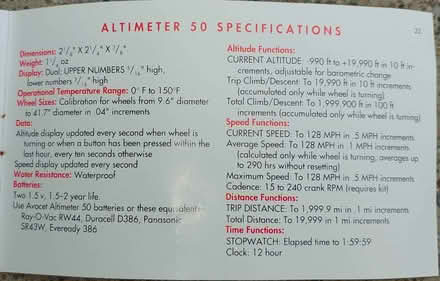 ALTIMETER 50 SPECIFICATIONS
22
Dimensions: 2 1/8" X 2 1/8" X 3/8"
Weight: oz
Display: Dual: UPPER NUMBERS 5/16" high,
lower numbers 3/16" high
Operational Temperature Range: 0° F to 150°F
Wheel Sizes: Calibration for wheels from 9.6" diameter
to 41.7" diameter in .04" increments
Data:
Altitude display updated every second when wheel is
turning or when a button has been pressed within the
last hour, every ten seconds otherwise
Speed display updated every second
Water Resistance: Waterproof
Batteries:
Two 1.5 v, 1.5–2 year life.
Use Avocet Altimeter 50 batteries or these equivalents
Ray-O-Vac RW44, Duracell D386, Panasonic
SR43W, Eveready 386
Altitude Functions:
CURRENT ALTITUDE: -990 ft to +19,990 ft in 10 ft in-
crements, adjustable for barometric change
Trip Climb/Descent: To 19,990 ft in 10 ft increments
(accumulated only while wheel is turning)
Total Climb/Descent: To 1,999,900 ft in 100 ft
increments (accumulated only while wheel is turning)
Speed Functions:
CURRENT SPEED: To 128 MPH in .5 MPH increments
Average Speed: To 128 MPH in .1 MPH increments
(calculated only while wheel is turning, averages up
to 290 hrs without resetting)
Maximum Speed: To 128 MPH in .5 MPH increments
Cadence: 15 to 240 crank RPM (requires kit)
Distance Functions:
TRIP DISTANCE: To 1,999.9 mi in .1 mi increments
Total Distance: To 19,999 in 1 mi increments
Time Functions:
STOPWATCH: Elapsed time to 1:59:59
Clock: 12 hour